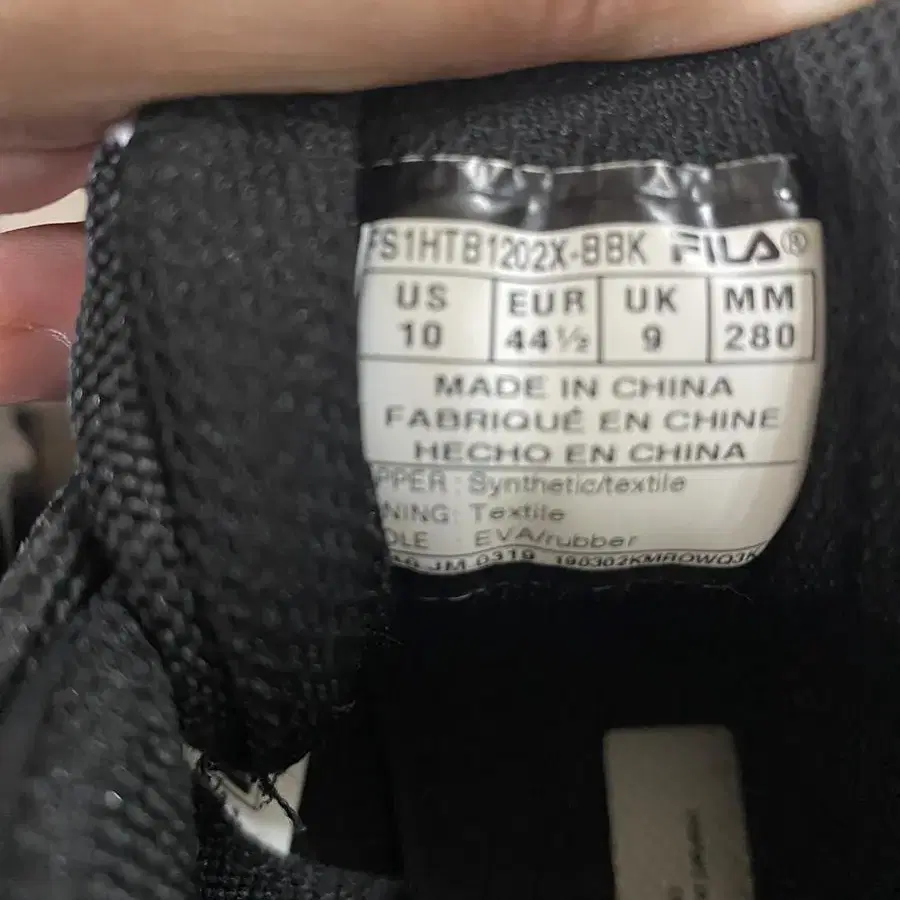 FS1HTB1202X-BBK FILA®
US EUR UK MM
10 44½ 9 280
MADE IN CHINA
FABRIQUÉ EN CHINE
HECHO EN CHINA
PPER : Synthetic/textile
NING: Textile
OLE : EVA/rubber
JM 0319 190302KMROWO3K